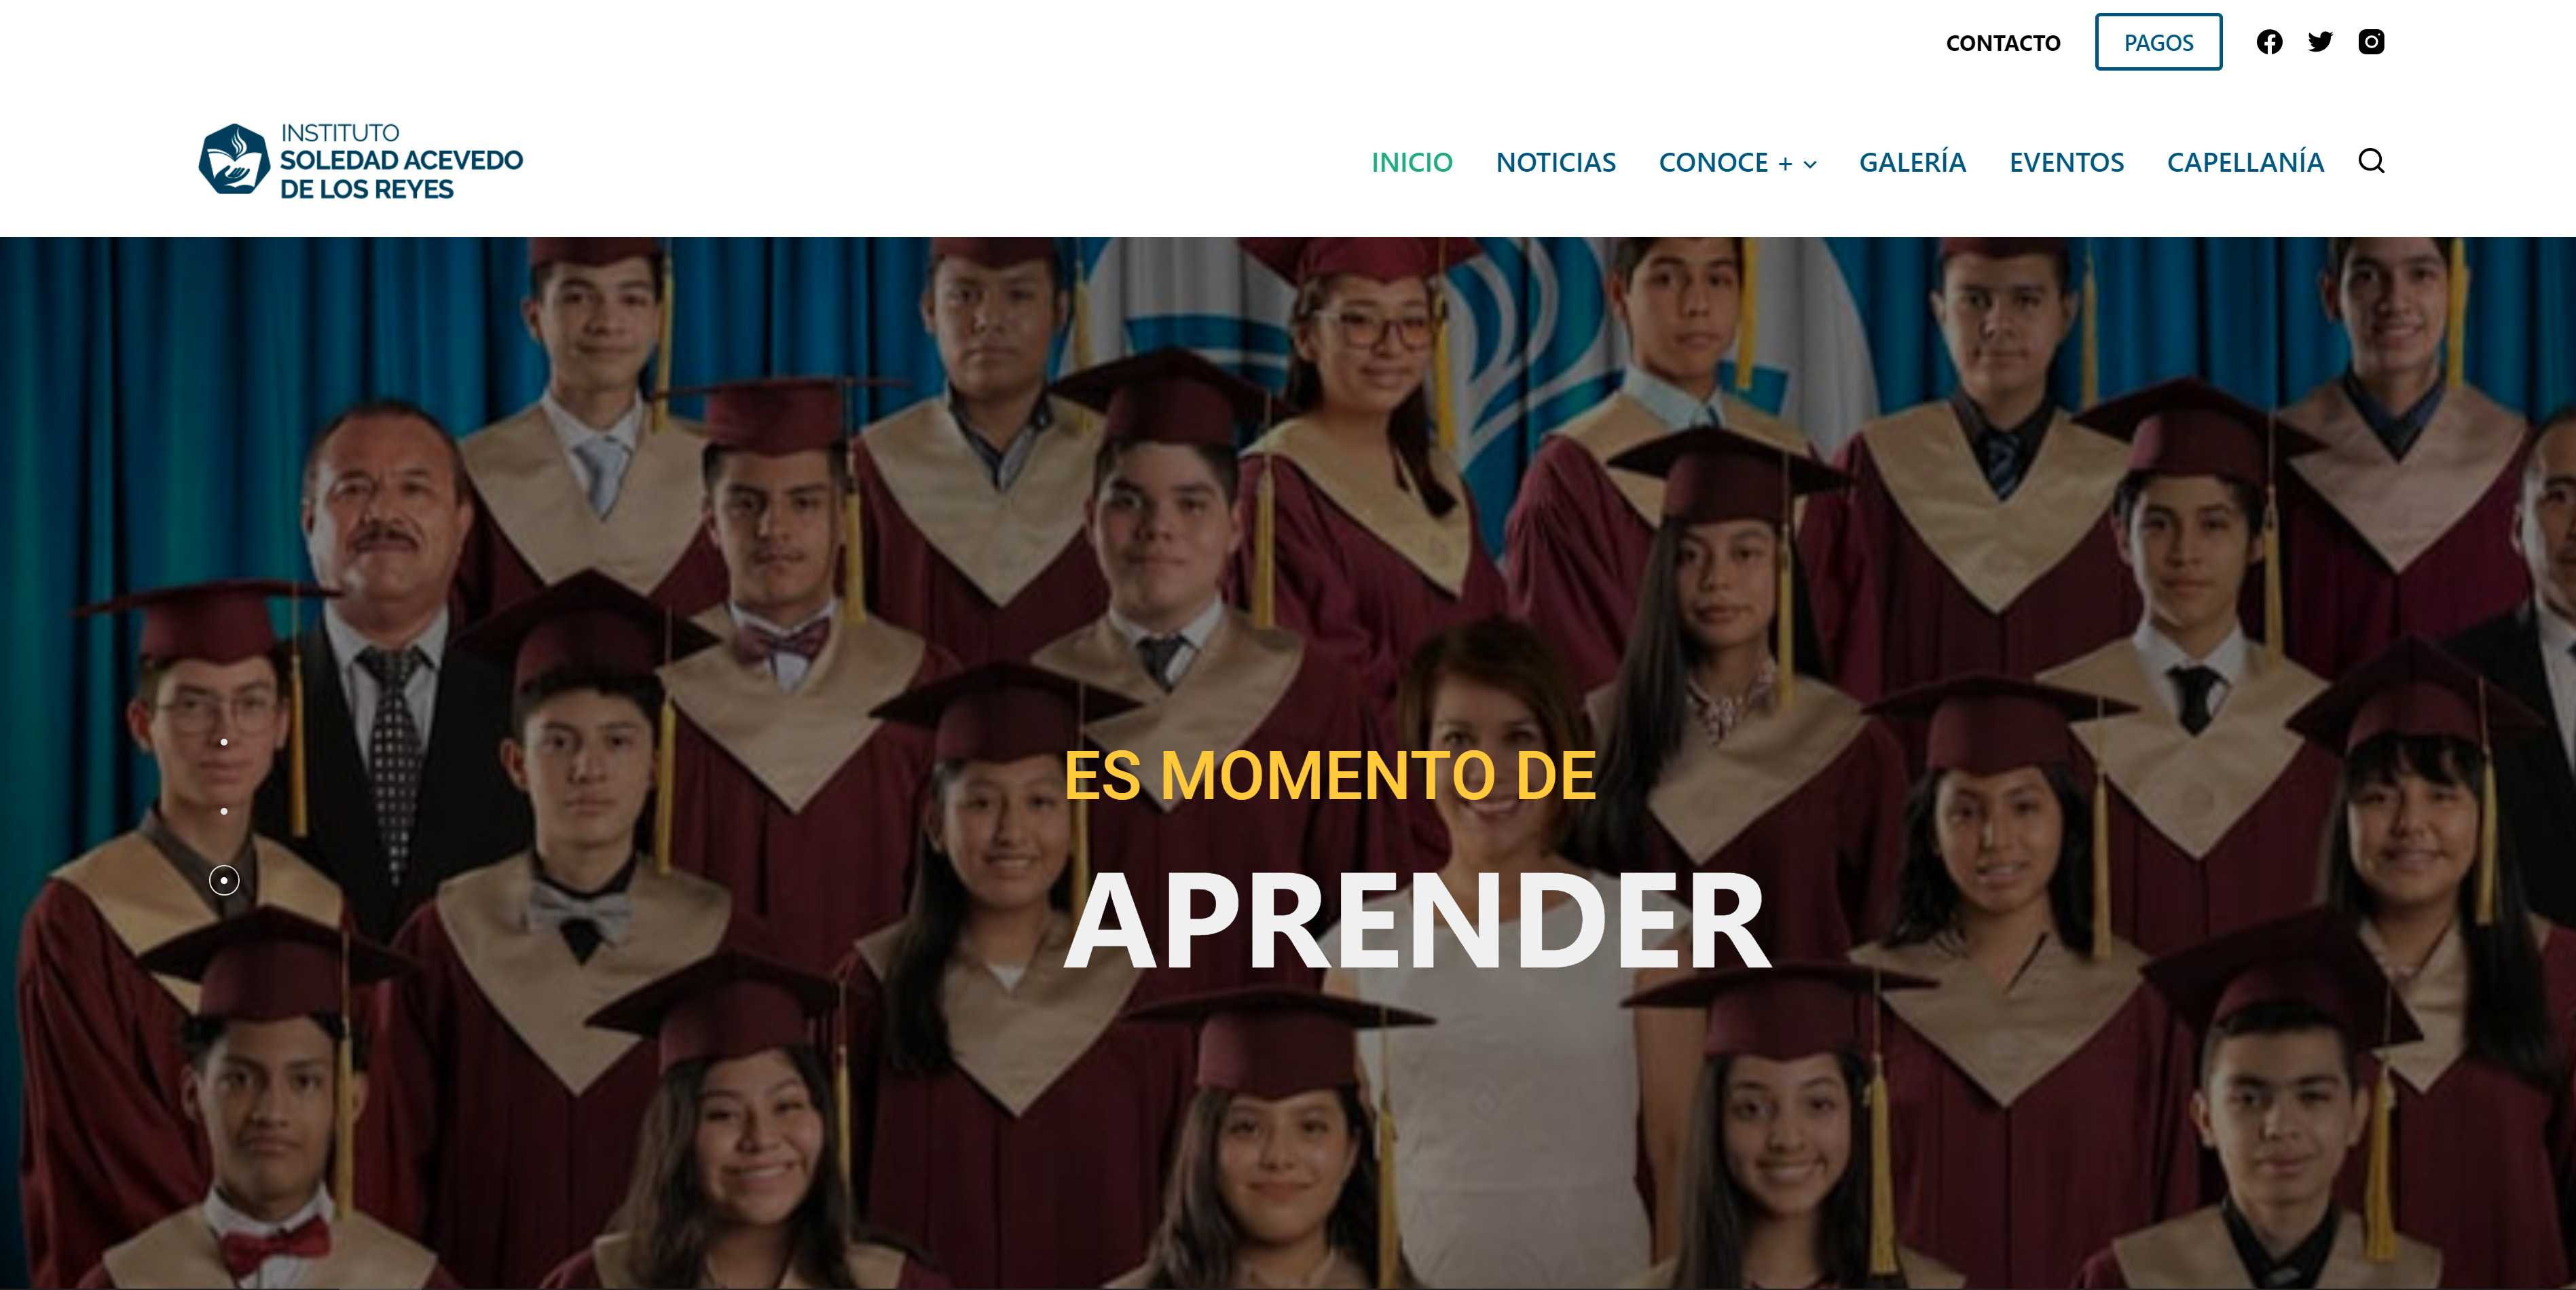 CONTACTO
PAGOS
INSTITUTO
SOLEDAD ACEVEDO
DE LOS REYES
INICIO
NOTICIAS
CONOCE +
GALERÍA
EVENTOS
CAPELLANÍA
ES MOMENTO DE
APRENDER